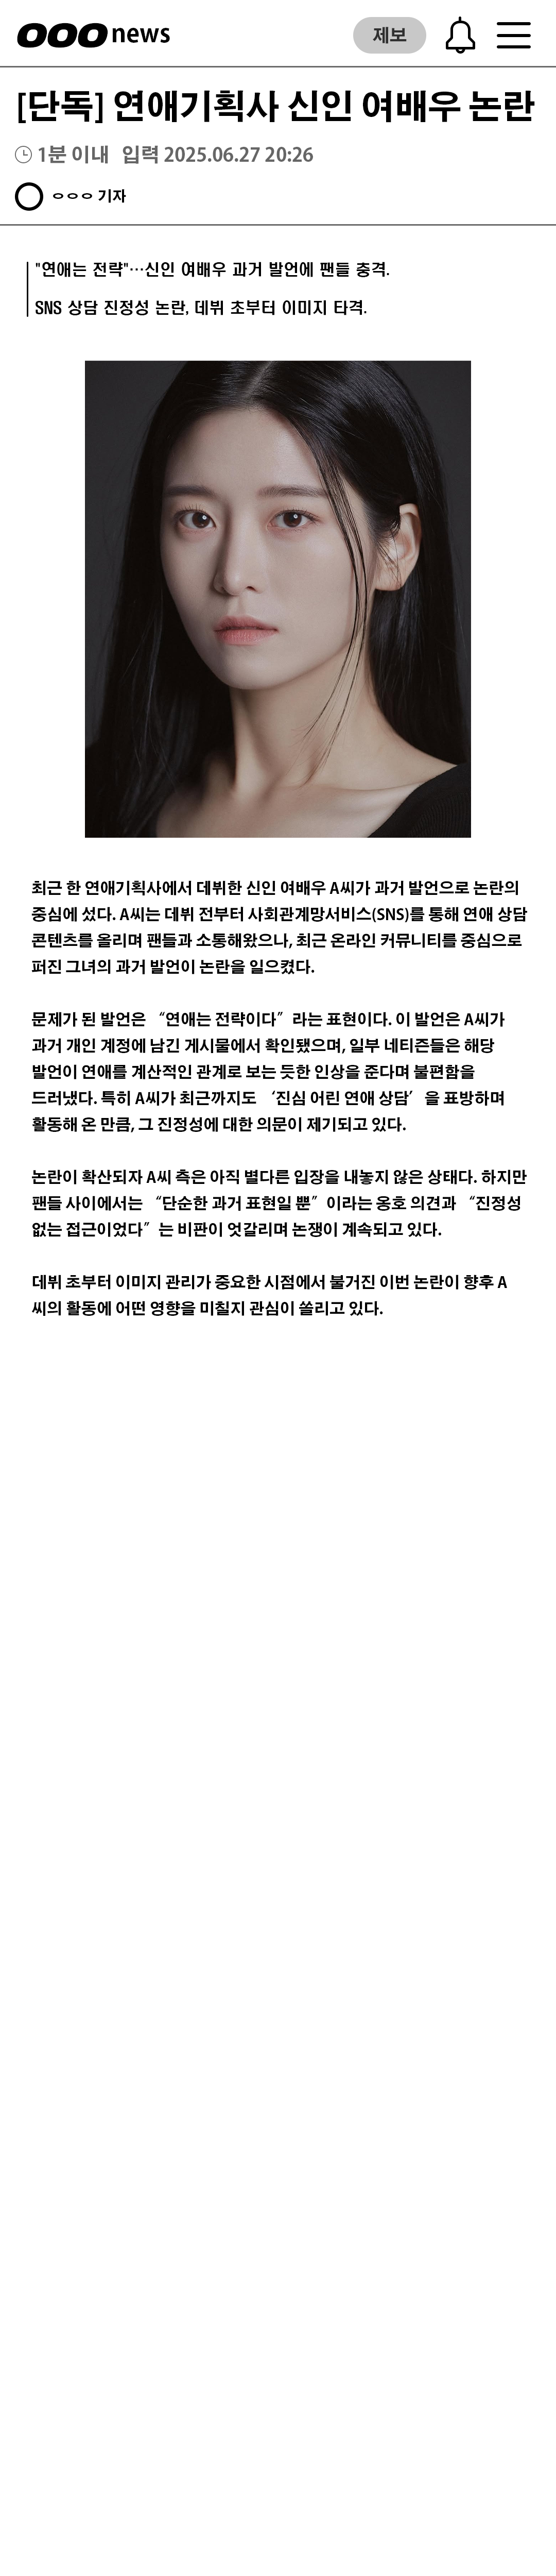 OOO news
제보
[단독] 연애기획사 신인 여배우 논란
1분 이내 입력 2025.06.27 20:26
ㅇㅇㅇ 기자
"연애는 전략"…신인 여배우 과거 발언에 팬들 충격.
SNS 상담 진정성 논란, 데뷔 초부터 이미지 타격.
최근 한 연애기획사에서 데뷔한 신인 여배우 A씨가 과거 발언으로 논란의
중심에 섰다. A씨는 데뷔 전부터 사회관계망서비스(SNS)를 통해 연애 상담
콘텐츠를 올리며 팬들과 소통해왔으나, 최근 온라인 커뮤니티를 중심으로
퍼진 그녀의 과거 발언이 논란을 일으켰다.
문제가 된 발언은 “연애는 전략이다” 라는 표현이다. 이 발언은 A씨가
과거 개인 계정에 남긴 게시물에서 확인됐으며, 일부 네티즌들은 해당
발언이 연애를 계산적인 관계로 보는 듯한 인상을 준다며 불편함을
드러냈다. 특히 A씨가 최근까지도 ‘진심 어린 연애 상담’ 을 표방하며
활동해 온 만큼, 그 진정성에 대한 의문이 제기되고 있다.
논란이 확산되자 A씨 측은 아직 별다른 입장을 내놓지 않은 상태다. 하지만
팬들 사이에서는 “단순한 과거 표현일 뿐” 이라는 옹호 의견과 “진정성
없는 접근이었다” 는 비판이 엇갈리며 논쟁이 계속되고 있다.
데뷔 초부터 이미지 관리가 중요한 시점에서 불거진 이번 논란이 향후 A
씨의 활동에 어떤 영향을 미칠지 관심이 쏠리고 있다.